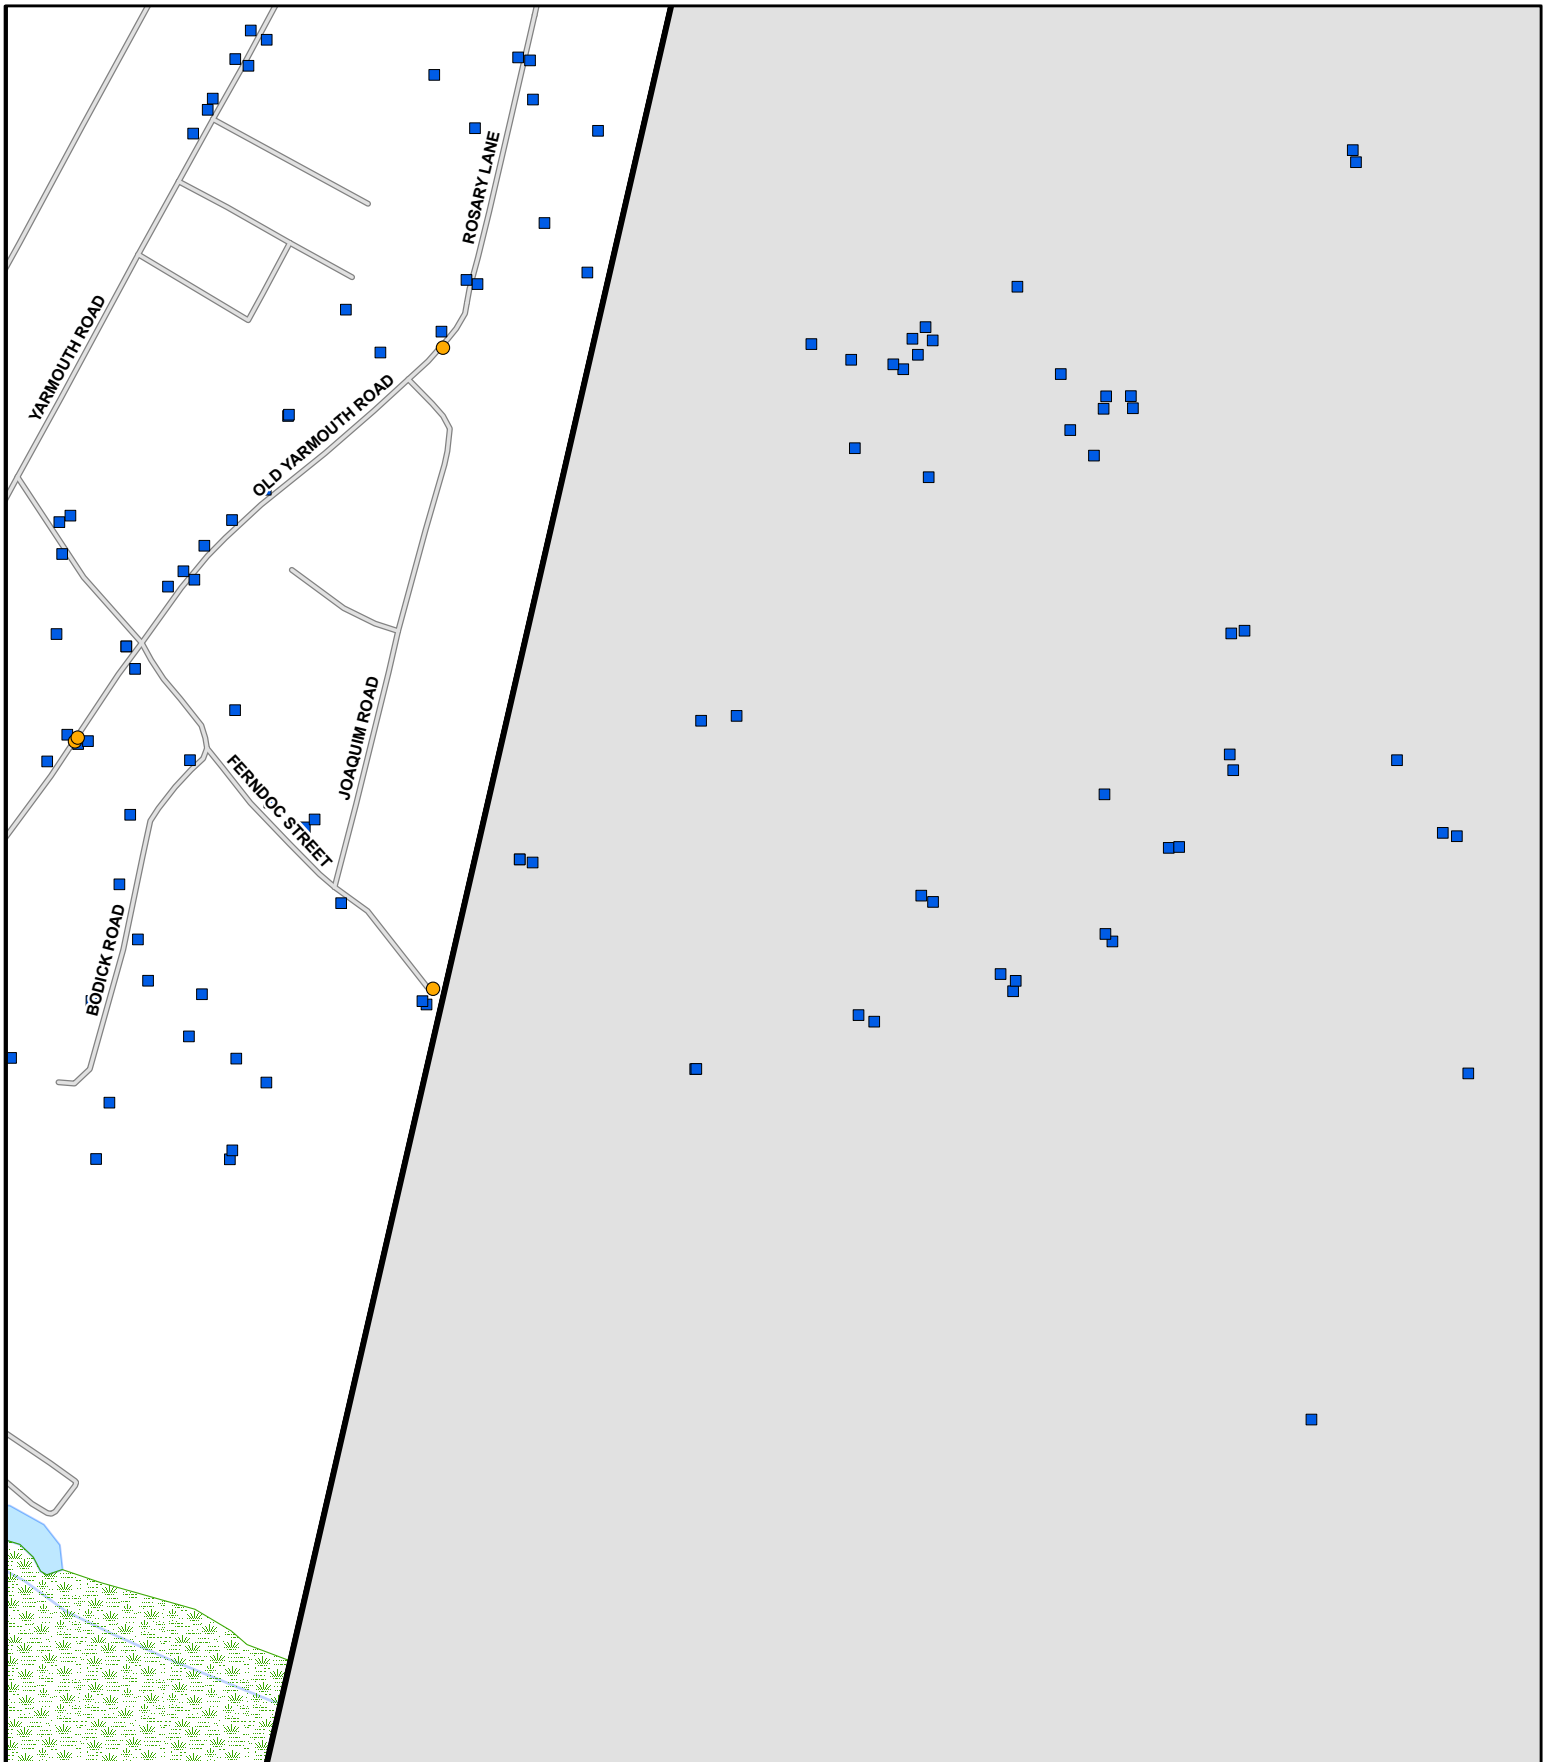 ROSARY LANE
YARMOUTH ROAD
OLD YARMOUTH ROAD
JOAQUIM ROAD
FERNDOC STREET
BODICK ROAD